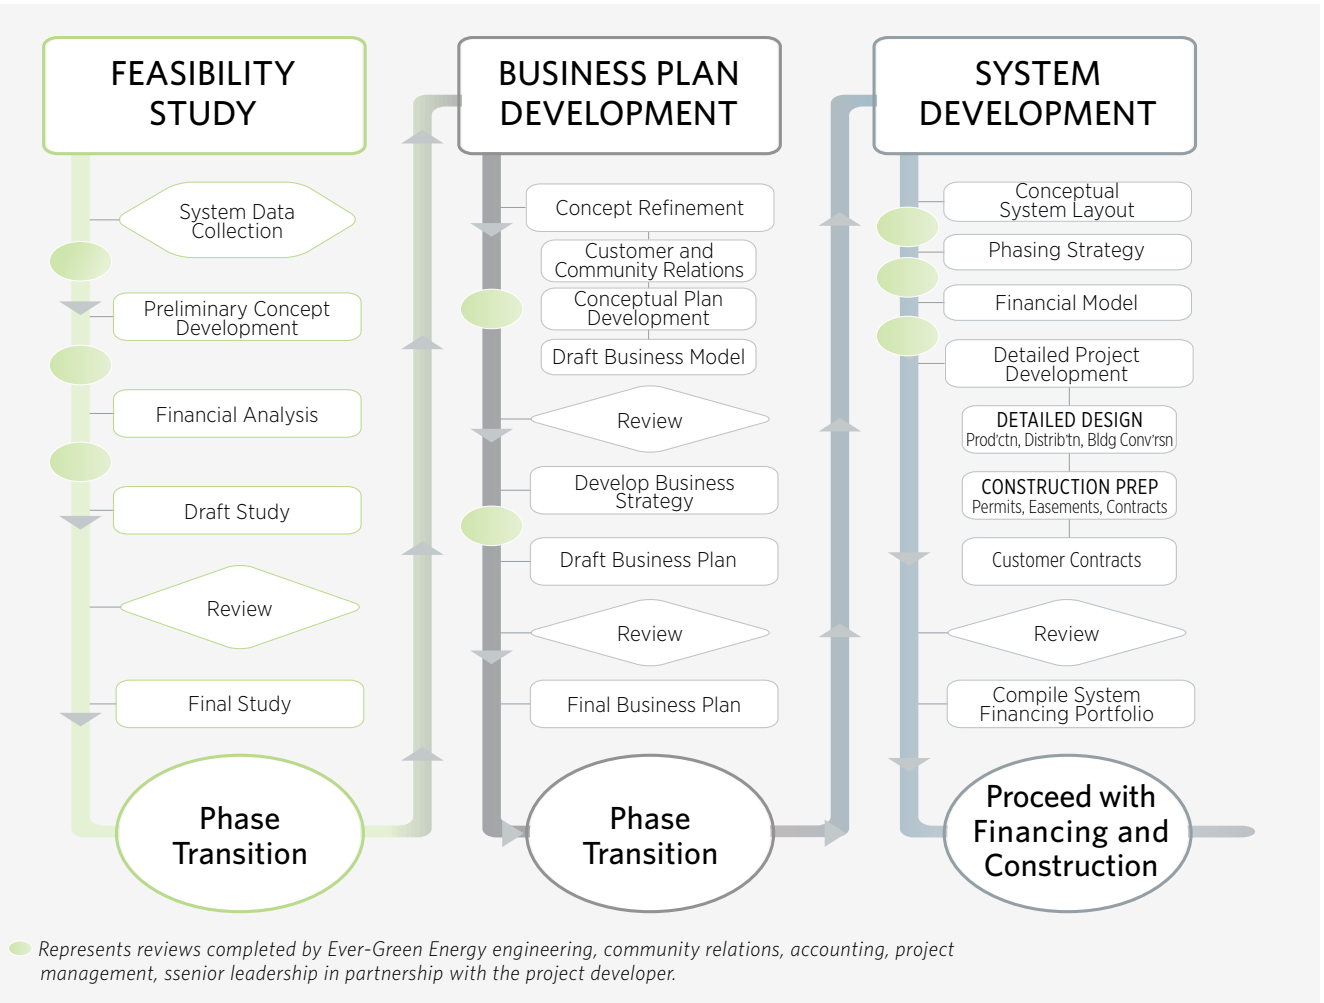 FEASIBILITY
STUDY
System Data
Collection
Preliminary Concept
Development
Financial Analysis
Draft Study
Review
Final Study
Phase
Transition
BUSINESS PLAN
DEVELOPMENT
Concept Refinement
Customer and
Community Relations
Conceptual Plan
Development
Draft Business Model
Review
Develop Business
Strategy
Draft Business Plan
Review
Final Business Plan
Phase
Transition
SYSTEM
DEVELOPMENT
Conceptual
System Layout
Phasing Strategy
Financial Model
Detailed Project
Development
DETAILED DESIGN
Prod'ctn, Distrib'tn, Bldg Conv'rsn
CONSTRUCTION PREP
Permits, Easements, Contracts
Customer Contracts
Review
Compile System
Financing Portfolio
Proceed with
Financing and
Construction
Represents reviews completed by Ever-Green Energy engineering, community relations, accounting, project
management, ssenior leadership in partnership with the project developer.